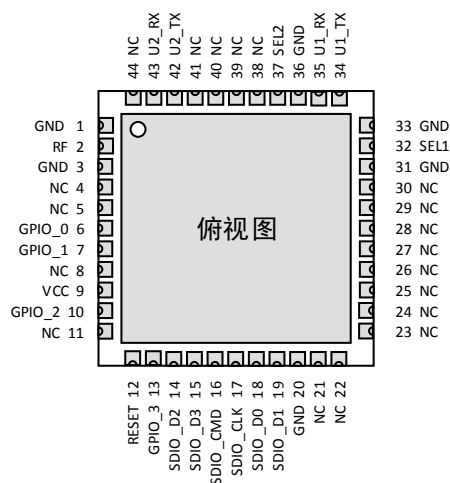 44 NC
43 U2_RX
42 U2_TX
41 NC
40 NC
39 NC
38 NC
37 SEL2
36 GND
35 U1_RX
34 U1_TX
GND 1
RF 2
GND 3
NC 4
NC 5
GPIO_0 6
GPIO_1 7
NC 8
VCC 9
GPIO_2 10
NC 11
俯视图
33 GND
32 SEL1
31 GND
30 NC
29 NC
28 NC
27 NC
26 NC
25 NC
24 NC
23 NC
RESET 12
GPIO_3 13
SDIO_D2 14
SDIO_D3 15
SDIO_CMD 16
SDIO_CLK 17
SDIO_D0 18
SDIO_D1 19
GND 20
NC 21
NC 22